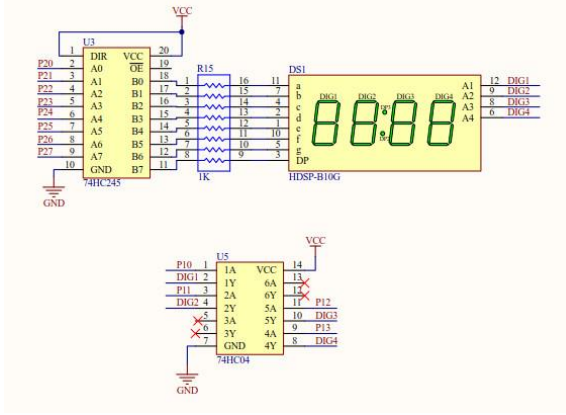 VCC
U3
1 DIR VCC 20
P20 2 A0 OE 19
P21 3 A1 B0 18
P22 4 A2 B1 17
P23 5 A3 B2 16
P24 6 A4 B3 15
P25 7 A5 B4 14
P26 8 A6 B5 13
P27 9 A7 B6 12
10 GND B7 11
74HC245
GND
R15
1 16
2 15
3 14
4 13
5 12
6 11
7 10
8 9
1K
DS1
11 a A1 12 DIG1
7 b A2 9 DIG2
4 c A3 8 DIG3
2 d A4 6 DIG4
1 e
10 f
5 g
3 DP
DIG1 DIG2 DIG3 DIG4
DP1
HDSP-B10G
VCC
U5
P10 1 1A VCC 14
DIG1 2 1Y 6A 13
P11 3 2A 6Y 12
DIG2 4 2Y 5A 11 P12
5 3A 5Y 10 DIG3
6 3Y 4A 9 P13
7 GND 4Y 8 DIG4
74HC04
GND